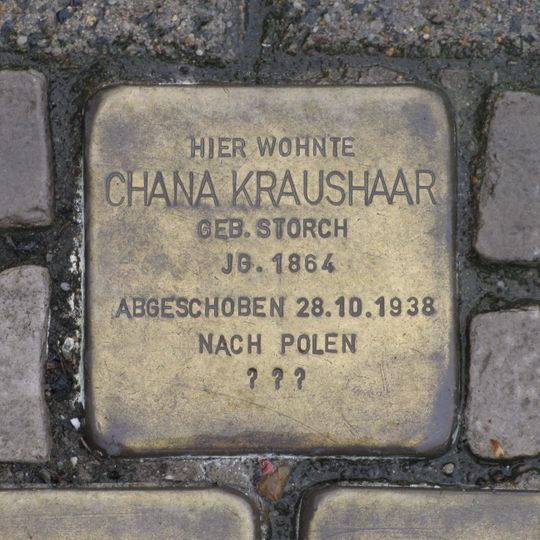 HIER WOHNTE
CHANA KRAUSHAAR
GEB. STORCH
JG. 1864
ABGESCHOBEN 28.10.1938
NACH POLEN
? ? ?